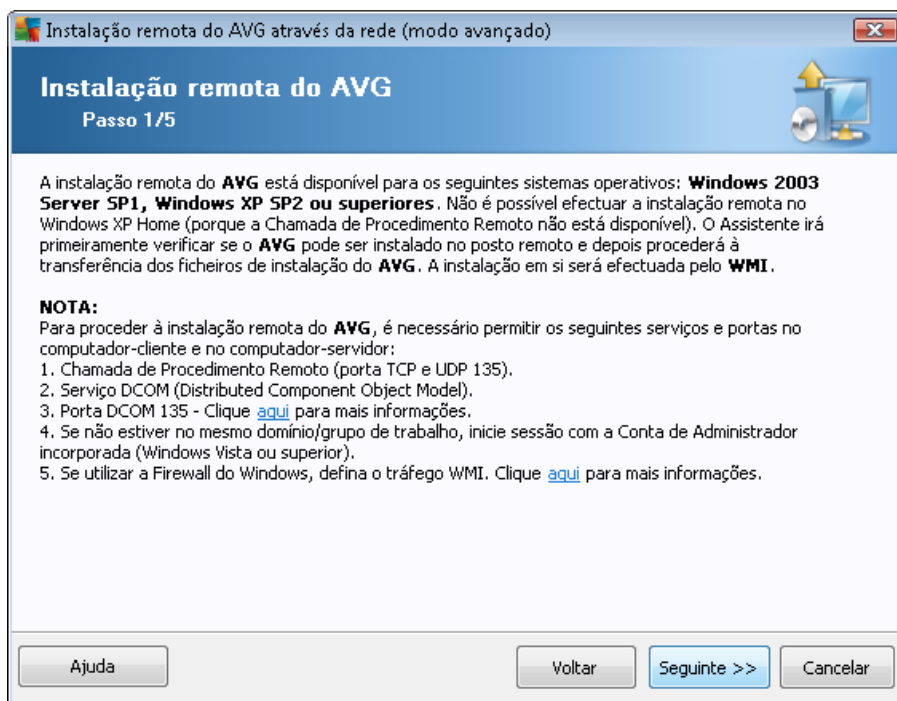 Instalação remota do AVG através da rede (modo avançado)
Instalação remota do AVG
Passo 1/5
A instalação remota do AVG está disponível para os seguintes sistemas operativos: Windows 2003
Server SP1, Windows XP SP2 ou superiores. Não é possível efectuar a instalação remota no
Windows XP Home (porque a Chamada de Procedimento Remoto não está disponível). O Assistente irá
primeiramente verificar se o AVG pode ser instalado no posto remoto e depois procederá à
transferência dos ficheiros de instalação do AVG. A instalação em si será efectuada pelo WMI.
NOTA:
Para proceder à instalação remota do AVG, é necessário permitir os seguintes serviços e portas no
computador-cliente e no computador-servidor:
1. Chamada de Procedimento Remoto (porta TCP e UDP 135).
2. Serviço DCOM (Distributed Component Object Model).
3. Porta DCOM 135 - Clique aqui para mais informações.
4. Se não estiver no mesmo domínio/grupo de trabalho, inicie sessão com a Conta de Administrador
incorporada (Windows Vista ou superior).
5. Se utilizar a Firewall do Windows, defina o tráfego WMI. Clique aqui para mais informações.
Ajuda
Voltar
Seguinte >>
Cancelar